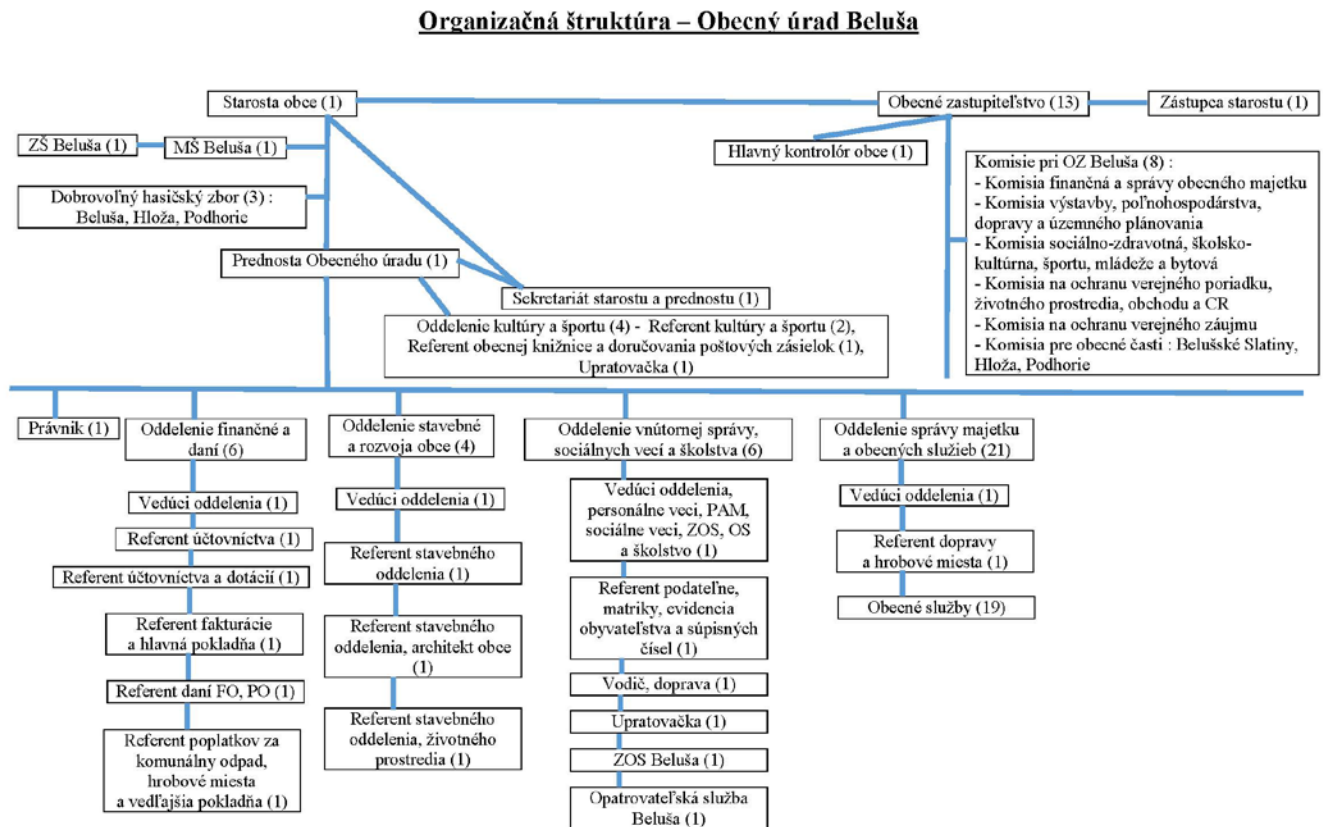 Organizačná štruktúra – Obecný úrad Beluša
Starosta obce (1)
Obecné zastupiteľstvo (13)
Zástupca starostu (1)
ZŠ Beluša (1)
MŠ Beluša (1)
Hlavný kontrolór obce (1)
Dobrovoľný hasičský zbor (3) :
Beluša, Hloža, Podhorie
Komisie pri OZ Beluša (8) :
- Komisia finančná a správy obecného majetku
- Komisia výstavby, poľnohospodárstva,
dopravy a územného plánovania
- Komisia sociálno-zdravotná, školsko-
kultúrna, športu, mládeže a bytová
- Komisia na ochranu verejného poriadku,
životného prostredia, obchodu a CR
- Komisia na ochranu verejného záujmu
- Komisia pre obecné časti : Belušské Slatiny,
Hloža, Podhorie
Prednosta Obecného úradu (1)
Sekretariát starostu a prednostu (1)
Oddelenie kultúry a športu (4) - Referent kultúry a športu (2),
Referent obecnej knižnice a doručovania poštových zásielok (1),
Upratovačka (1)
Právnik (1)
Oddelenie finančné a
daní (6)
Vedúci oddelenia (1)
Referent účtovníctva (1)
Referent účtovníctva a dotácií (1)
Referent fakturácie
a hlavná pokladňa (1)
Referent daní FO, PO (1)
Referent poplatkov za
komunálny odpad,
hrobové miesta
a vedľajšia pokladňa (1)
Oddelenie stavebné
a rozvoja obce (4)
Vedúci oddelenia (1)
Referent stavebného
oddelenia (1)
Referent stavebného
oddelenia, architekt obce
(1)
Referent stavebného
oddelenia, životného
prostredia (1)
Oddelenie vnútornej správy,
sociálnych vecí a školstva (6)
Vedúci oddelenia,
personálne veci, PAM,
sociálne veci, ZOS, OS
a školstvo (1)
Referent podateľne,
matriky, evidencia
obyvateľstva a súpisných
čísel (1)
Vodič, doprava (1)
Upratovačka (1)
ZOS Beluša (1)
Opatrovateľská služba
Beluša (1)
Oddelenie správy majetku
a obecných služieb (21)
Vedúci oddelenia (1)
Referent dopravy
a hrobové miesta (1)
Obecné služby (19)